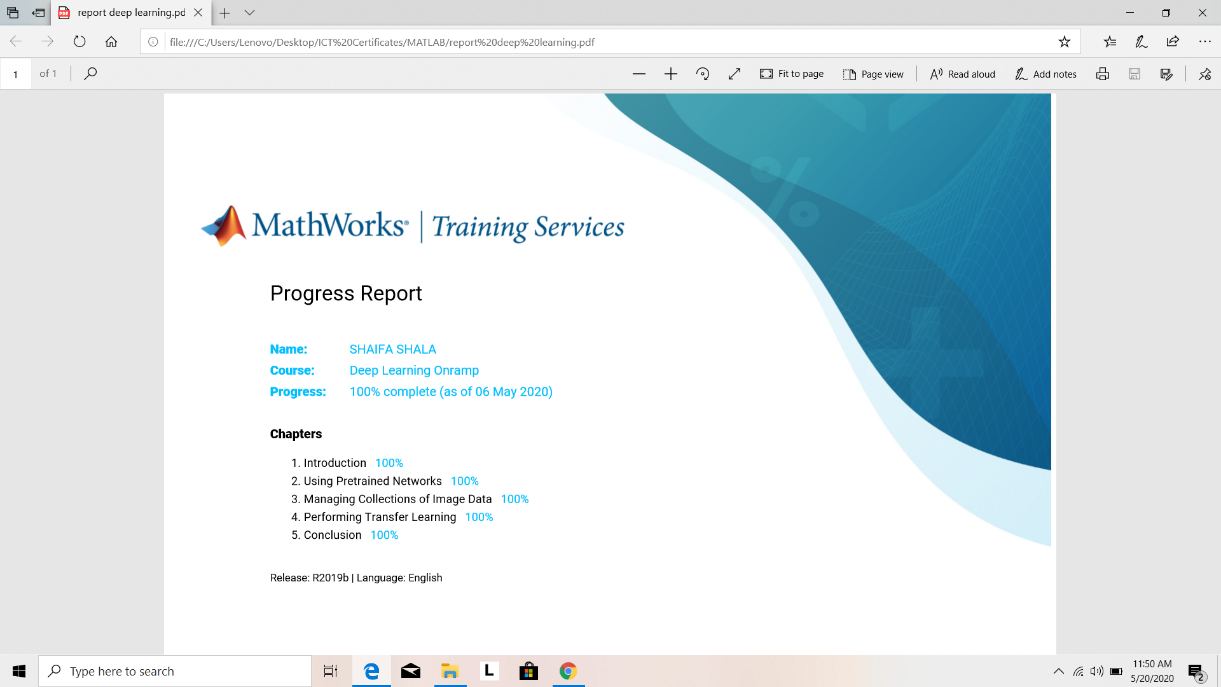 report deep learning.pd
file:///C:/Users/Lenovo/Desktop/ICT%20Certificates/MATLAB/report%20deep%20learning.pdf
1 of 1
Fit to page
Page view
Read aloud
Add notes
MathWorks® | Training Services
Progress Report
Name: SHAIFA SHALA
Course: Deep Learning Onramp
Progress: 100% complete (as of 06 May 2020)
Chapters
1. Introduction 100%
2. Using Pretrained Networks 100%
3. Managing Collections of Image Data 100%
4. Performing Transfer Learning 100%
5. Conclusion 100%
Release: R2019b | Language: English
Type here to search
L
11:50 AM
5/20/2020
2